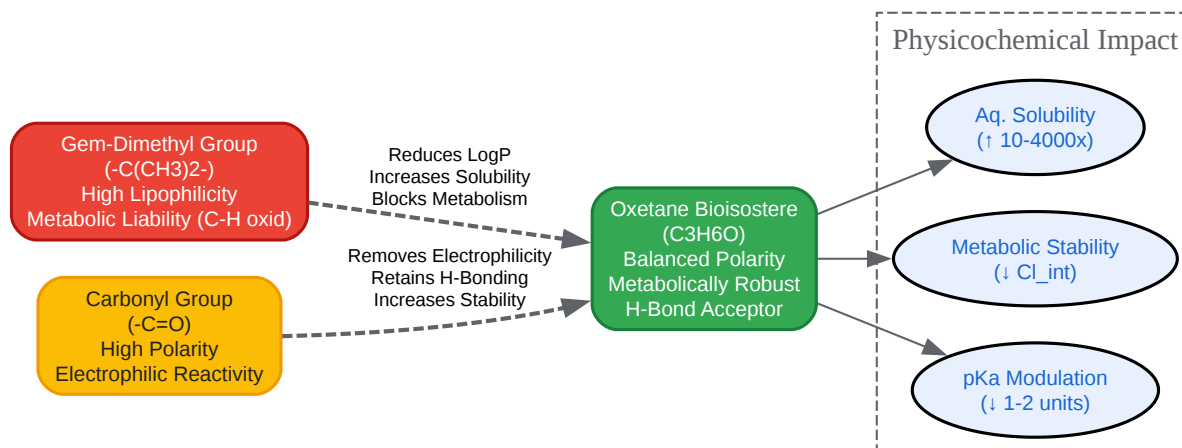 Physicochemical Impact
Gem-Dimethyl Group
(-C(CH3)2-)
High Lipophilicity
Metabolic Liability (C-H oxid)
Reduces LogP
Increases Solubility
Blocks Metabolism
Carbonyl Group
(-C=O)
High Polarity
Electrophilic Reactivity
Removes Electrophilicity
Retains H-Bonding
Increases Stability
Oxetane Bioisostere
(C3H6O)
Balanced Polarity
Metabolically Robust
H-Bond Acceptor
Aq. Solubility
(↑ 10-4000x)
Metabolic Stability
(↓ Cl_int)
pKa Modulation
(↓ 1-2 units)